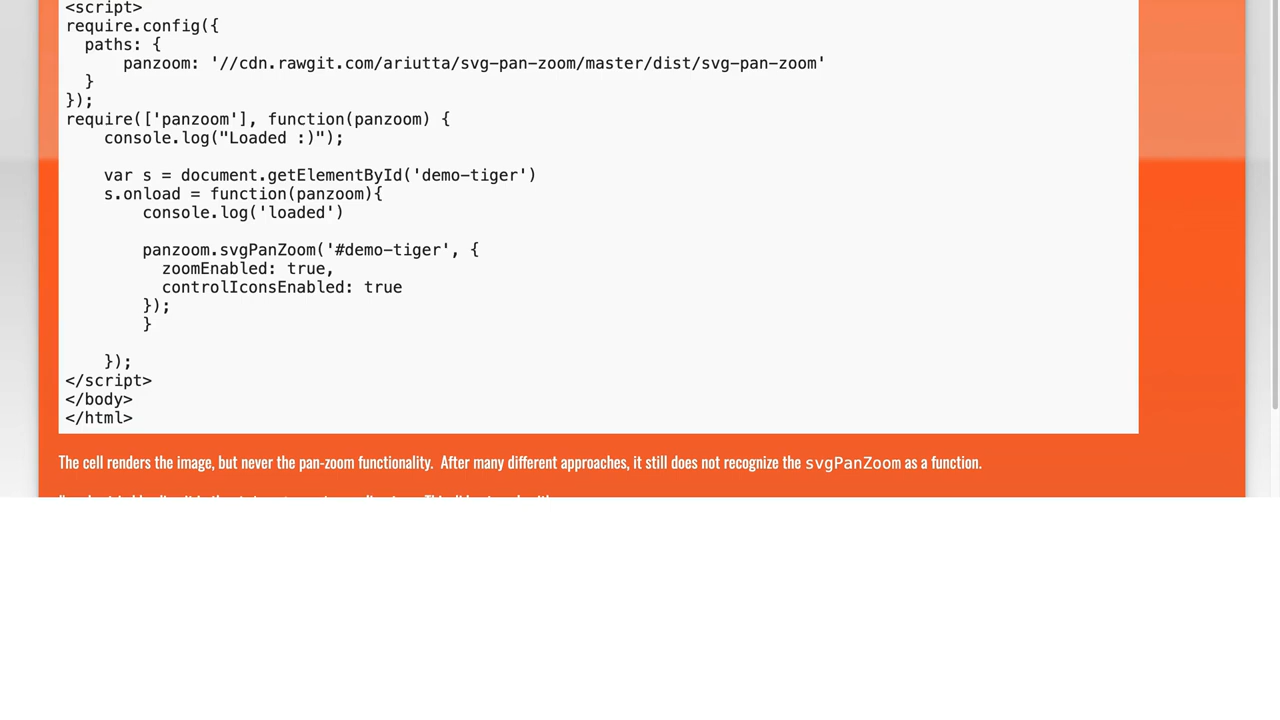 <script>
require.config({
  paths: {
      panzoom: '//cdn.rawgit.com/ariutta/svg-pan-zoom/master/dist/svg-pan-zoom'
  }
});
require(['panzoom'], function(panzoom) {
    console.log("Loaded :)");
    var s = document.getElementById('demo-tiger')
    s.onload = function(panzoom){
        console.log('loaded')
        panzoom.svgPanZoom('#demo-tiger', {
          zoomEnabled: true,
          controlIconsEnabled: true
        });
        }
    });
</script>
</body>
</html>
The cell renders the image, but never the pan-zoom functionality. After many different approaches, it still does not recognize the svgPanZoom as a function.